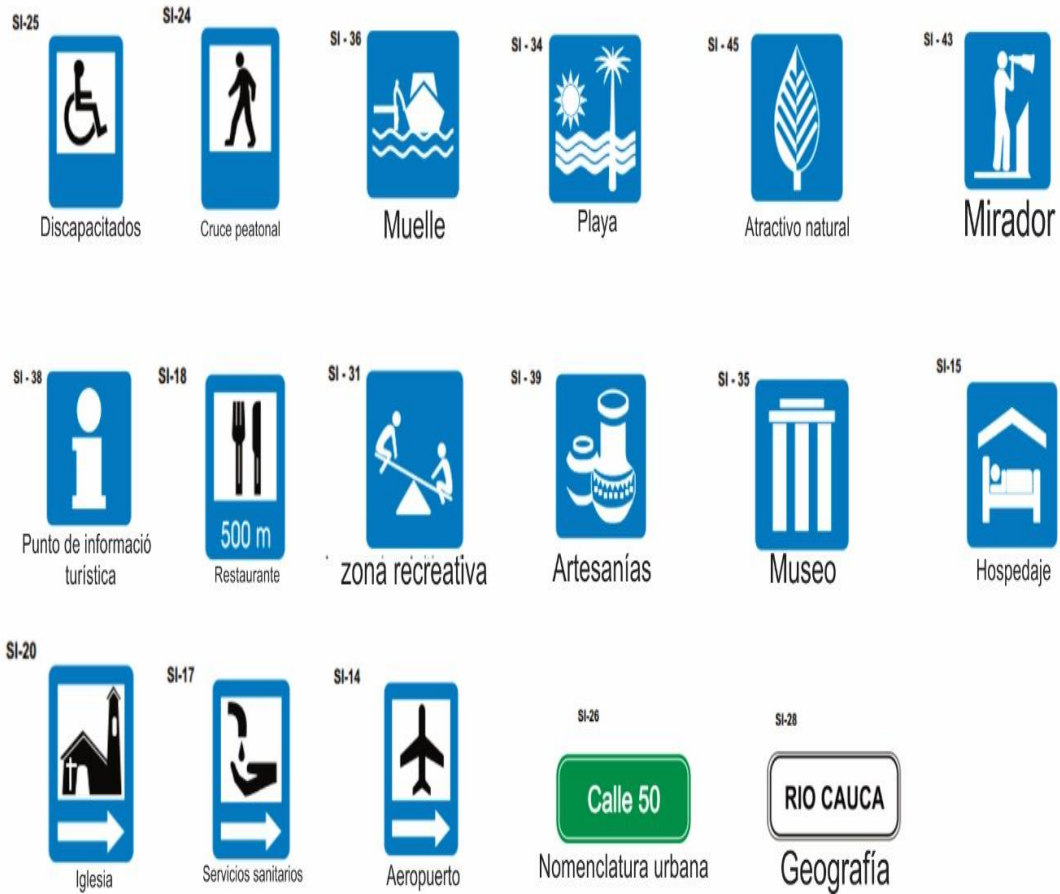 SI-25
SI-24
SI - 36
SI - 34
SI - 45
SI - 43
Discapacitados
Cruce peatonal
Muelle
Playa
Atractivo natural
Mirador
SI - 38
SI-18
SI - 31
SI - 39
SI - 35
SI-15
500 m
Punto de informació
turística
Restaurante
zona recreativa
Artesanías
Museo
Hospedaje
SI-20
SI-17
SI-14
SI-26
SI-28
Calle 50
RIO CAUCA
Iglesia
Servicios sanitarios
Aeropuerto
Nomenclatura urbana
Geografía